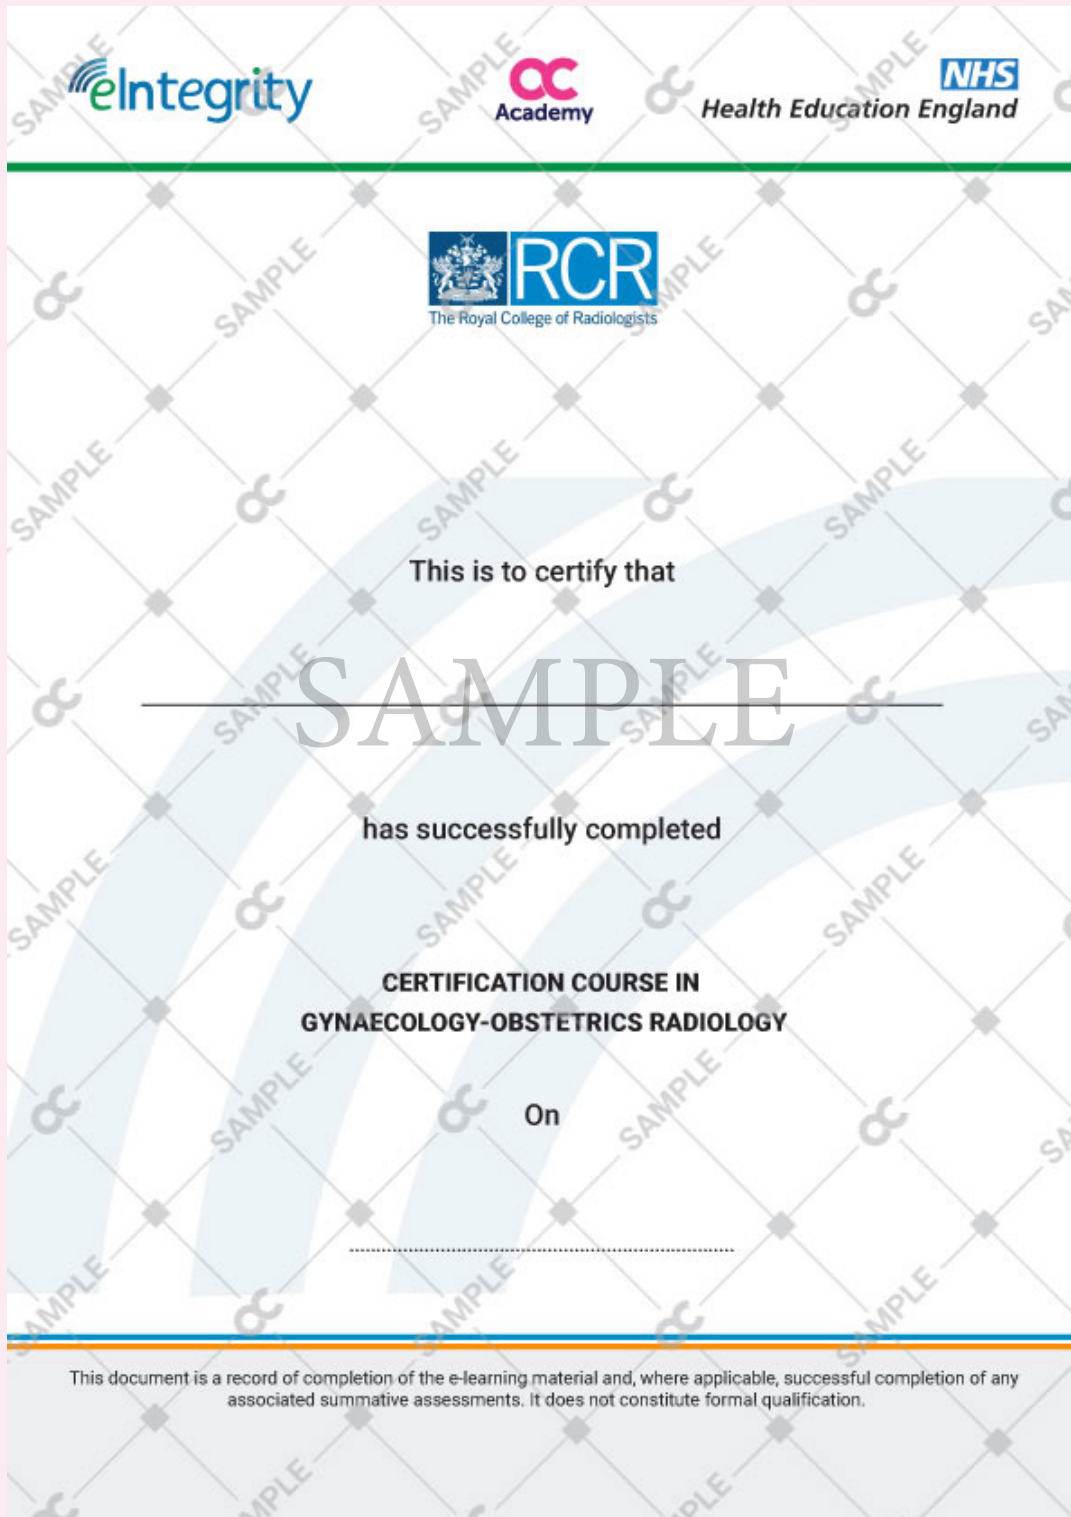 eIntegrity
OC
Academy
NHS
Health Education England
RCR
The Royal College of Radiologists
This is to certify that
SAMPLE
has successfully completed
CERTIFICATION COURSE IN
GYNAECOLOGY-OBSTETRICS RADIOLOGY
On
This document is a record of completion of the e-learning material and, where applicable, successful completion of any
associated summative assessments. It does not constitute formal qualification.